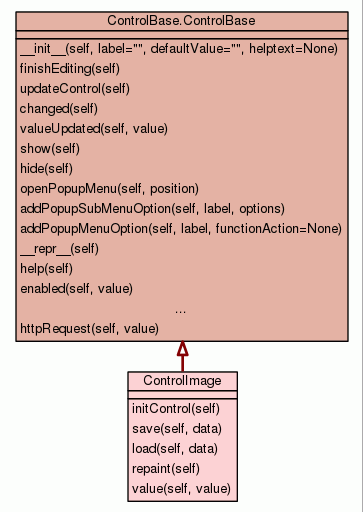 ControlBase.ControlBase
__init__(self, label="", defaultValue="", helptext=None)
finishEditing(self)
updateControl(self)
changed(self)
valueUpdated(self, value)
show(self)
hide(self)
openPopupMenu(self, position)
addPopupSubMenuOption(self, label, options)
addPopupMenuOption(self, label, functionAction=None)
__repr__(self)
help(self)
enabled(self, value)
...
httpRequest(self, value)
ControlImage
initControl(self)
save(self, data)
load(self, data)
repaint(self)
value(self, value)